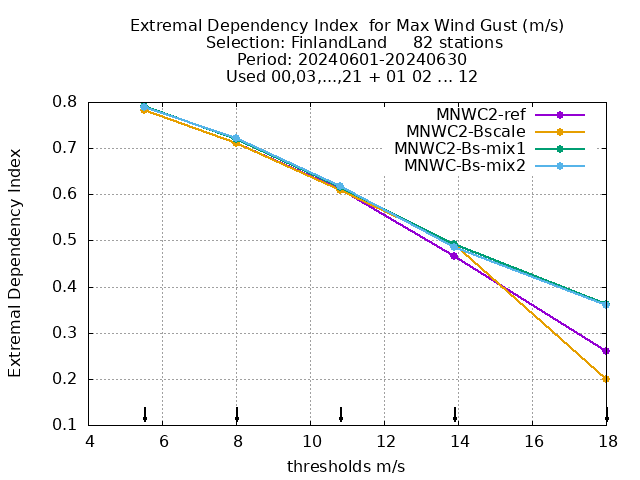 Extremal Dependency Index  for Max Wind Gust (m/s)
Selection: FinlandLand     82 stations
Period: 20240601-20240630
Used 00,03,...,21 + 01 02 ... 12
MNWC2-ref
MNWC2-Bscale
MNWC2-Bs-mix1
MNWC-Bs-mix2
Extremal Dependency Index
0.8
0.7
0.6
0.5
0.4
0.3
0.2
0.1
4 6 8 10 12 14 16 18
thresholds m/s